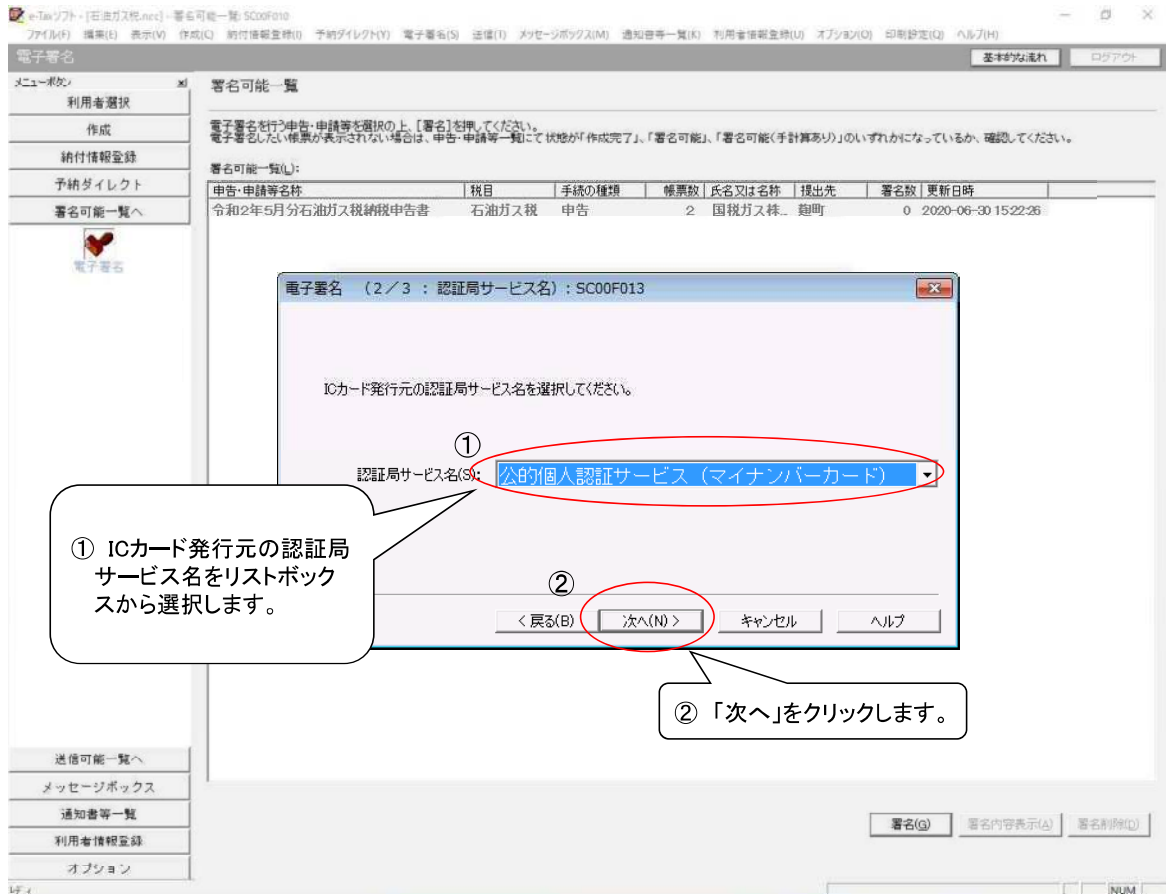 e-Taxソフト - [石油ガス税.ncc] - 署名可能一覧: SC00F010
ファイル(F) 編集(E) 表示(V) 作成(C) 納付情報登録(I) 予納ダイレクト(Y) 電子署名(S) 送信(T) メッセージボックス(M) 通知書等一覧(K) 利用者情報登録(U) オプション(O) 印刷設定(Q) ヘルプ(H)
電子署名 基本的な流れ ログアウト
メニューボタン
利用者選択
作成
納付情報登録
予納ダイレクト
署名可能一覧へ
電子署名
署名可能一覧
電子署名を行う申告・申請等を選択の上、[署名]を押してください。
電子署名したい帳票が表示されない場合は、申告・申請等一覧にて状態が「作成完了」、「署名可能」、「署名可能(手計算あり)」のいずれかになっているか、確認してください。
署名可能一覧(L):
申告・申請等名称 税目 手続の種類 帳票数 氏名又は名称 提出先 署名数 更新日時
令和2年5月分石油ガス税納税申告書 石油ガス税 申告 2 国税ガス株... 麹町 0 2020-06-30 15:22:26
電子署名 (2/3 : 認証局サービス名) : SC00F013
ICカード発行元の認証局サービス名を選択してください。
①
認証局サービス名(S): 公的個人認証サービス (マイナンバーカード)
① ICカード発行元の認証局
サービス名をリストボック
スから選択します。
②
< 戻る(B) 次へ(N) > キャンセル ヘルプ
② 「次へ」をクリックします。
送信可能一覧へ
メッセージボックス
通知書等一覧
利用者情報登録
オプション
署名(G) 署名内容表示(A) 署名削除(D)
NUM